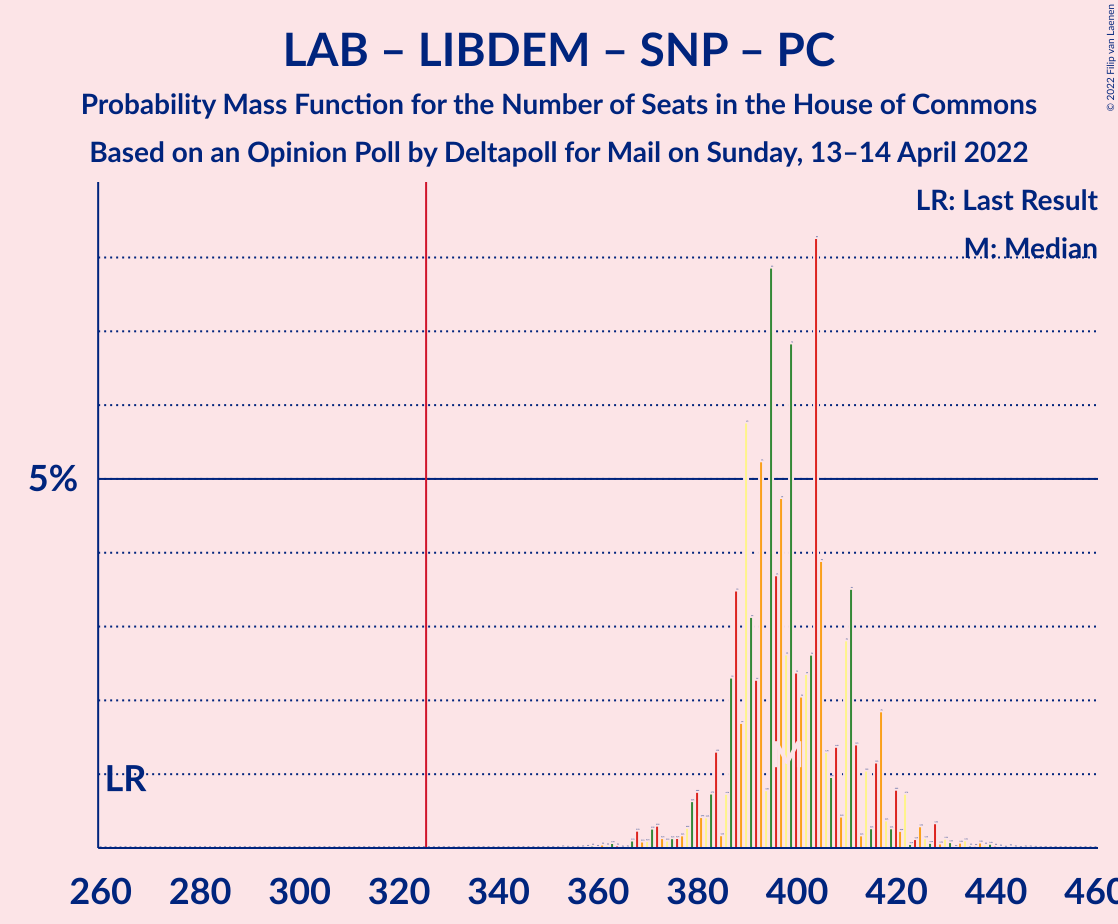 LAB – LIBDEM – SNP – PC
Probability Mass Function for the Number of Seats in the House of Commons
Based on an Opinion Poll by Deltapoll for Mail on Sunday, 13–14 April 2022
© 2022 Filip van Laenen
LR: Last Result
M: Median
5%
LR
M
260 280 300 320 340 360 380 400 420 440 460